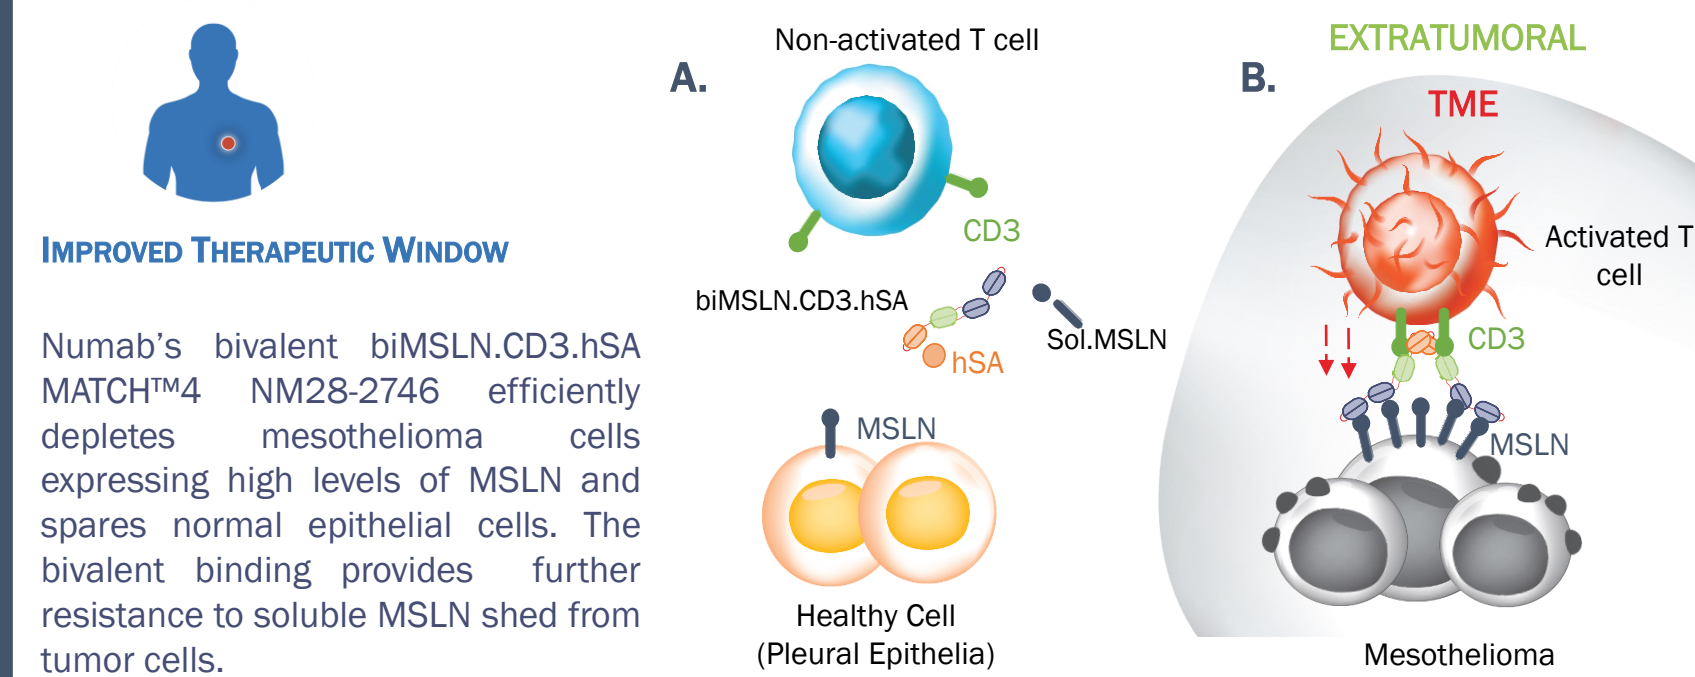 IMPROVED THERAPEUTIC WINDOW
Numab’s bivalent biMSLN.CD3.hSA
MATCH™4 NM28-2746 efficiently
depletes mesothelioma cells
expressing high levels of MSLN and
spares normal epithelial cells. The
bivalent binding provides further
resistance to soluble MSLN shed from
tumor cells.
A.
Non-activated T cell
CD3
biMSLN.CD3.hSA
Sol.MSLN
hSA
MSLN
Healthy Cell
(Pleural Epithelia)
EXTRATUMORAL
B.
TME
Activated T
cell
CD3
MSLN
Mesothelioma